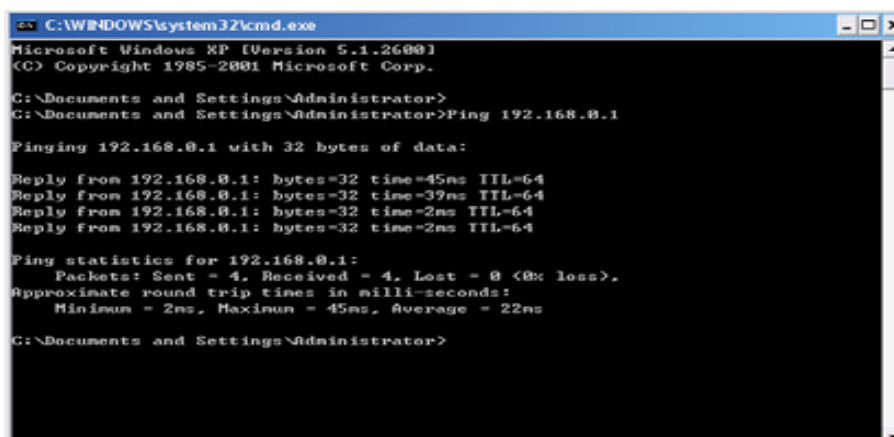 C:\WINDOWS\system32\cmd.exe
Microsoft Windows XP [Version 5.1.2600]
(C) Copyright 1985-2001 Microsoft Corp.
C:\Documents and Settings\Administrator>
C:\Documents and Settings\Administrator>Ping 192.168.0.1
Pinging 192.168.0.1 with 32 bytes of data:
Reply from 192.168.0.1: bytes=32 time=45ms TTL=64
Reply from 192.168.0.1: bytes=32 time=39ms TTL=64
Reply from 192.168.0.1: bytes=32 time=2ms TTL=64
Reply from 192.168.0.1: bytes=32 time=2ms TTL=64
Ping statistics for 192.168.0.1:
Packets: Sent = 4, Received = 4, Lost = 0 (0% loss),
Approximate round trip times in milli-seconds:
Minimum = 2ms, Maximum = 45ms, Average = 22ms
C:\Documents and Settings\Administrator>